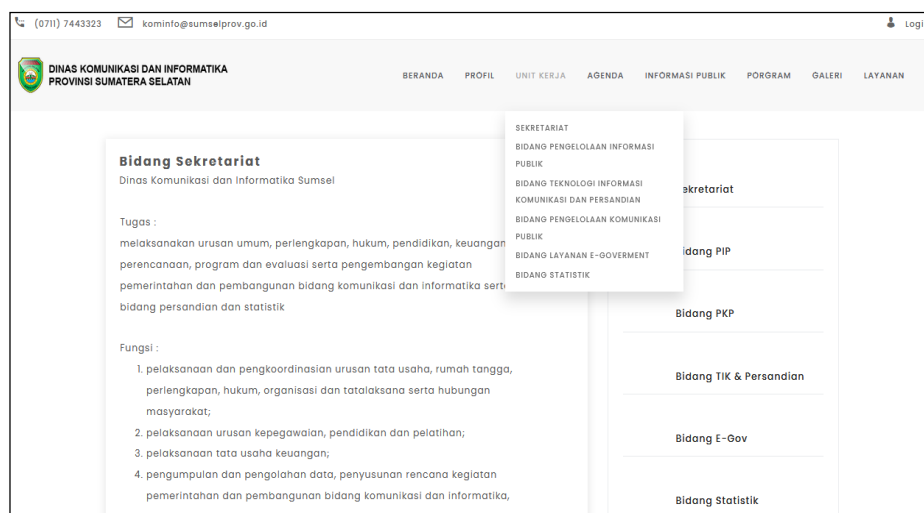 (0711) 7443323 kominfo@sumselprov.go.id
DINAS KOMUNIKASI DAN INFORMATIKA
PROVINSI SUMATERA SELATAN
BERANDA PROFIL UNIT KERJA AGENDA INFORMASI PUBLIK PORGRAM GALERI LAYANAN
SEKRETARIAT
BIDANG PENGELOLAAN INFORMASI
PUBLIK
BIDANG TEKNOLOGI INFORMASI
KOMUNIKASI DAN PERSANDIAN
BIDANG PENGELOLAAN KOMUNIKASI
PUBLIK
BIDANG LAYANAN E-GOVERMENT
BIDANG STATISTIK
Bidang Sekretariat
Dinas Komunikasi dan Informatika Sumsel
Tugas :
melaksanakan urusan umum, perlengkapan, hukum, pendidikan, keuangan
perencanaan, program dan evaluasi serta pengembangan kegiatan
pemerintahan dan pembangunan bidang komunikasi dan informatika serta
bidang persandian dan statistik
Fungsi :
1. pelaksanaan dan pengkoordinasian urusan tata usaha, rumah tangga,
perlengkapan, hukum, organisasi dan tatalaksana serta hubungan
masyarakat;
2. pelaksanaan urusan kepegawaian, pendidikan dan pelatihan;
3. pelaksanaan tata usaha keuangan;
4. pengumpulan dan pengolahan data, penyusunan rencana kegiatan
pemerintahan dan pembangunan bidang komunikasi dan informatika,
ekretariat
idang PIP
Bidang PKP
Bidang TIK & Persandian
Bidang E-Gov
Bidang Statistik